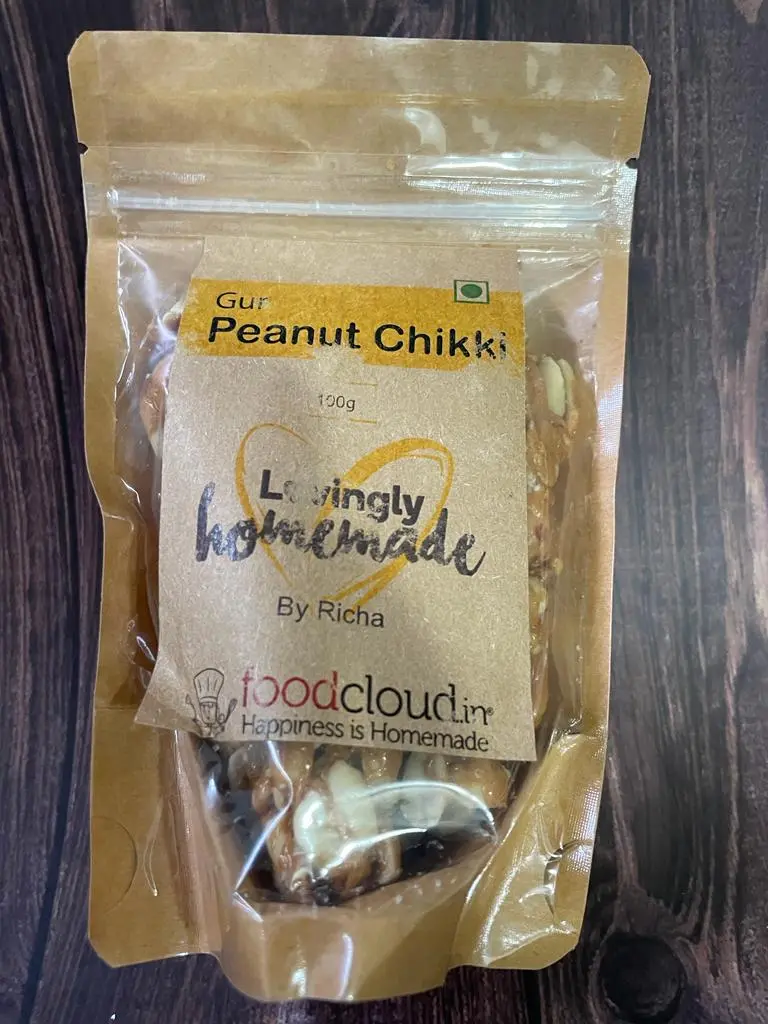 Gur
Peanut Chikki
100g
Lovingly
homemade
By Richa
foodcloud.in®
Happiness is Homemade